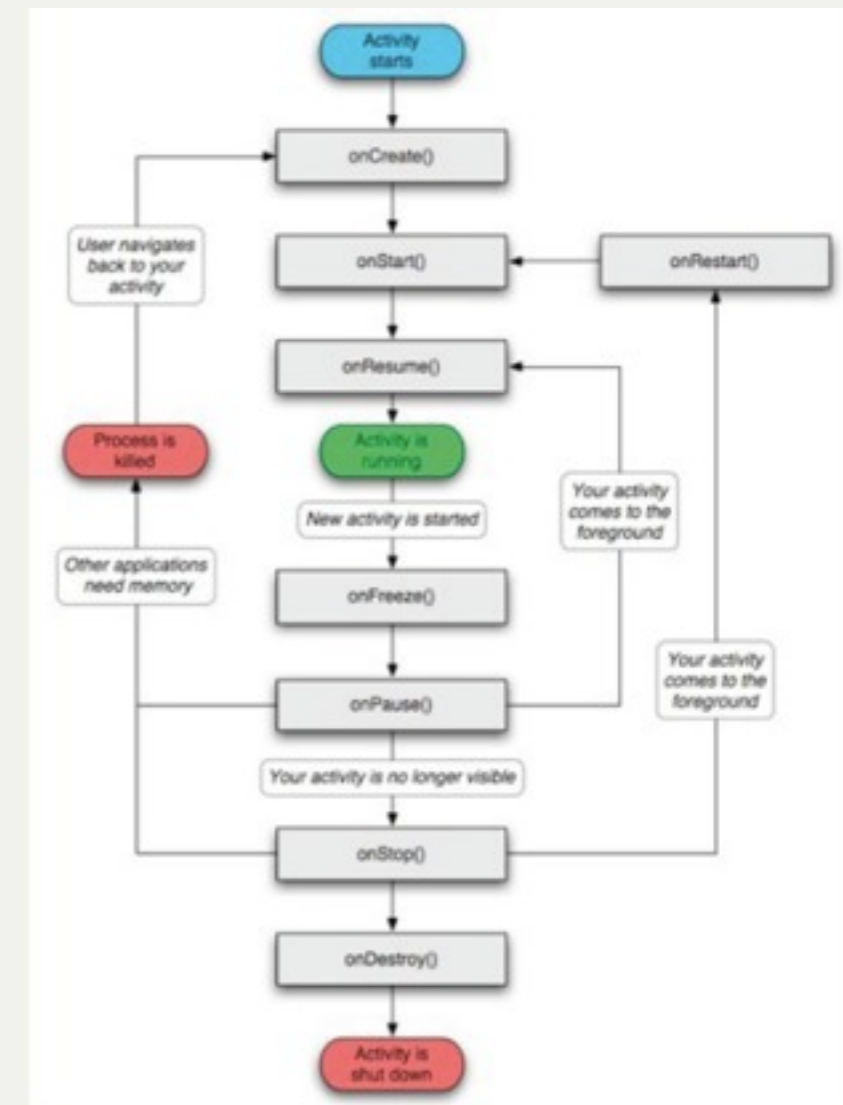 Activity
starts
onCreate()
User navigates
back to your
activity
onStart()
onRestart()
onResume()
Process is
killed
Activity is
running
New activity is started
Your activity
comes to the
foreground
Other applications
need memory
onFreeze()
Your activity
comes to the
foreground
onPause()
Your activity is no longer visible
onStop()
onDestroy()
Activity is
shut down